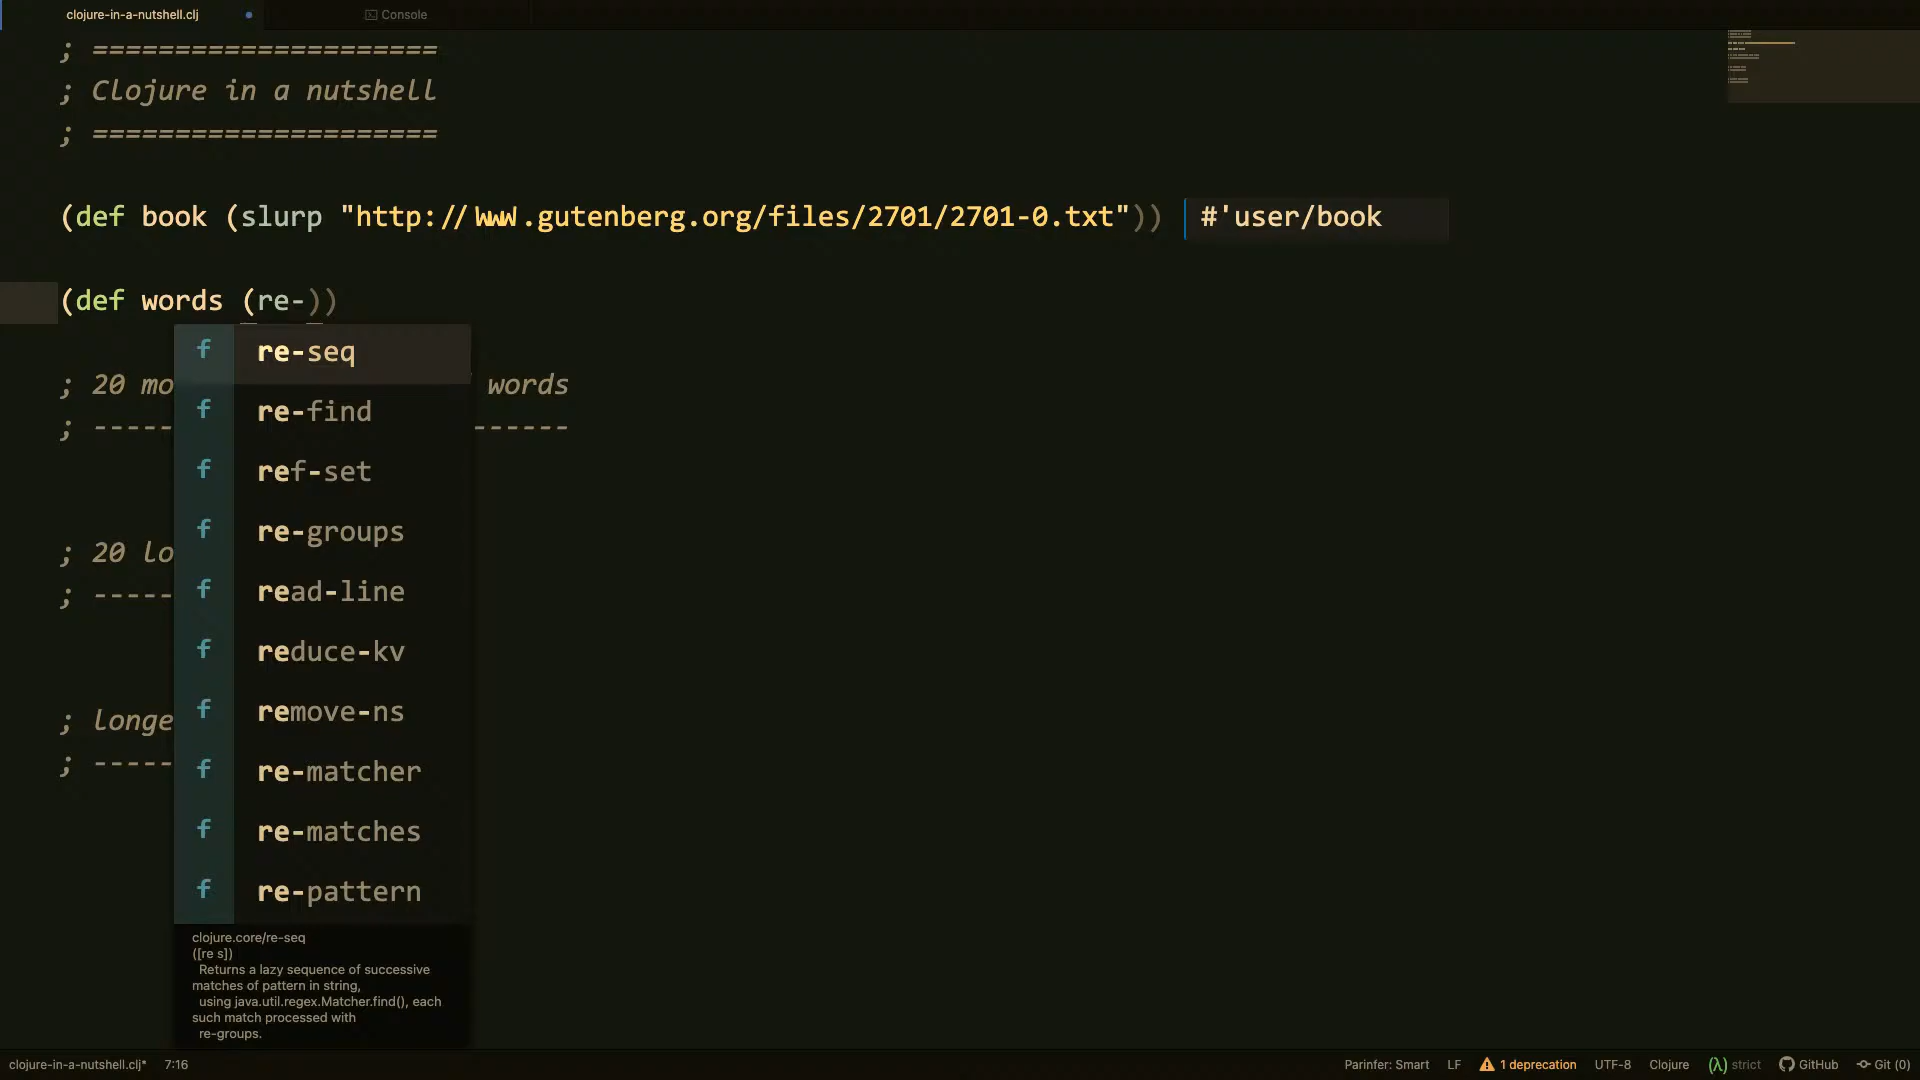 clojure-in-a-nutshell.clj
Console
; =====================
; Clojure in a nutshell
; =====================
(def book (slurp "http://www.gutenberg.org/files/2701/2701-0.txt")) #'user/book
(def words (re-))
re-seq
; 20 mo words
re-find
; ----- ------
ref-set
re-groups
; 20 lo
read-line
; -----
reduce-kv
remove-ns
; longe
; -----
re-matcher
re-matches
re-pattern
clojure.core/re-seq
([re s])
Returns a lazy sequence of successive
matches of pattern in string,
using java.util.regex.Matcher.find(), each
such match processed with
re-groups.
clojure-in-a-nutshell.clj* 7:16 Parinfer: Smart LF 1 deprecation UTF-8 Clojure (λ) strict GitHub Git (0)